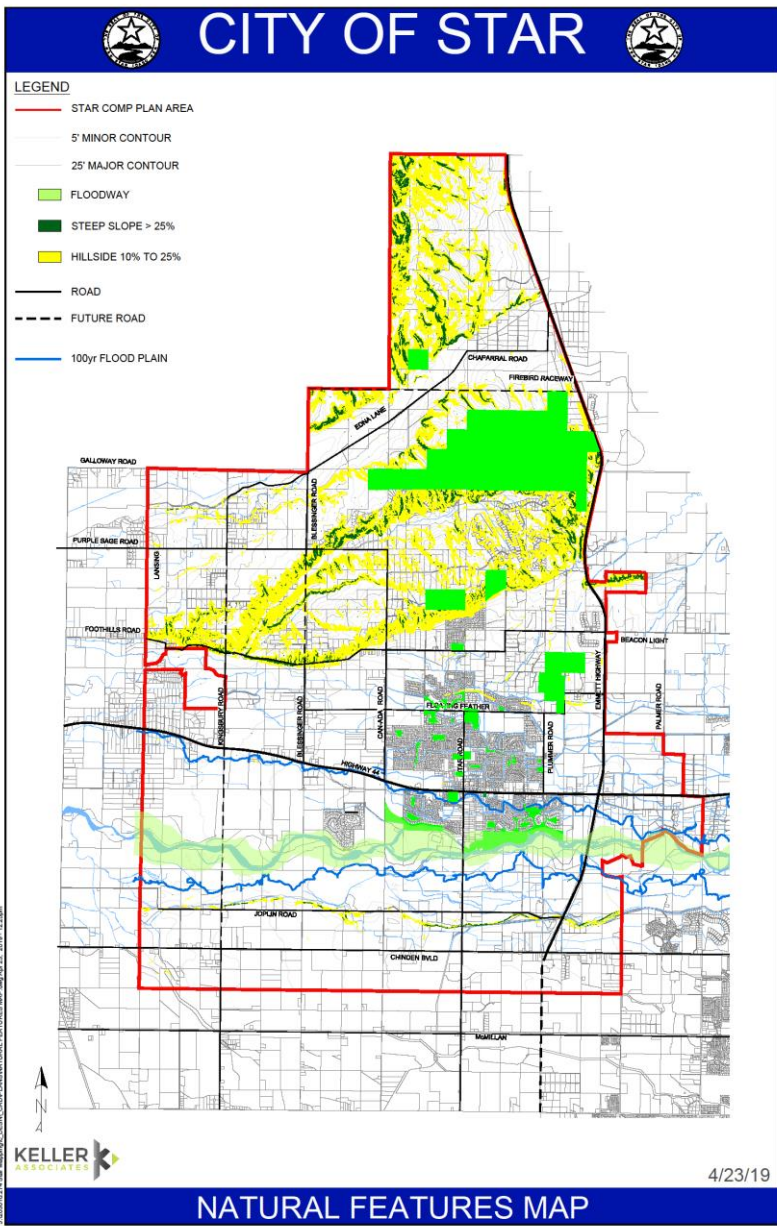 CITY OF STAR
LEGEND
STAR COMP PLAN AREA
5' MINOR CONTOUR
25' MAJOR CONTOUR
FLOODWAY
STEEP SLOPE > 25%
HILLSIDE 10% TO 25%
ROAD
FUTURE ROAD
100yr FLOOD PLAIN
CHAPARRAL ROAD
FIREBIRD RACEWAY
EDNA LANE
GALLOWAY ROAD
BLESSINGER ROAD
PURPLE SAGE ROAD
LANSING
FOOTHILLS ROAD
BEACON LIGHT
EMMETT HIGHWAY
PALMER ROAD
KINGSBURY ROAD
BLESSINGER ROAD
CANADA ROAD
FLOATING FEATHER
STAR ROAD
PLUMMER ROAD
HIGHWAY 44
JOPLIN ROAD
CHINDEN BVLD
McMILLAN
N
KELLER
ASSOCIATES
4/23/19
NATURAL FEATURES MAP